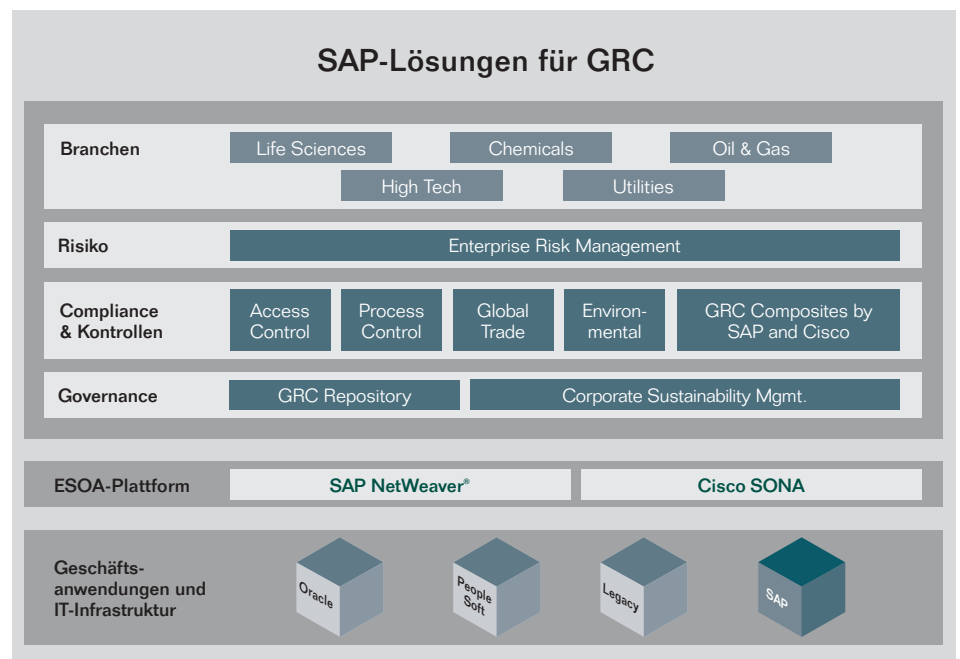 SAP-Lösungen für GRC
Branchen
Life Sciences
Chemicals
Oil & Gas
High Tech
Utilities
Risiko
Enterprise Risk Management
Compliance
& Kontrollen
Access
Control
Process
Control
Global
Trade
Environ-
mental
GRC Composites by
SAP and Cisco
Governance
GRC Repository
Corporate Sustainability Mgmt.
ESOA-Plattform
SAP NetWeaver®
Cisco SONA
Geschäfts-
anwendungen und
IT-Infrastruktur
Oracle
People
Soft
Legacy
SAP